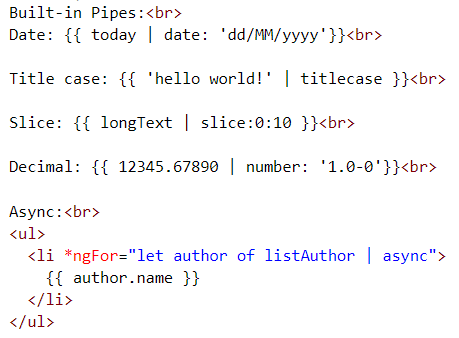 Built-in Pipes:<br>
Date: {{ today | date: 'dd/MM/yyyy'}}<br>
Title case: {{ 'hello world!' | titlecase }}<br>
Slice: {{ longText | slice:0:10 }}<br>
Decimal: {{ 12345.67890 | number: '1.0-0'}}<br>
Async:<br>
<ul>
  <li *ngFor="let author of listAuthor | async">
    {{ author.name }}
  </li>
</ul>